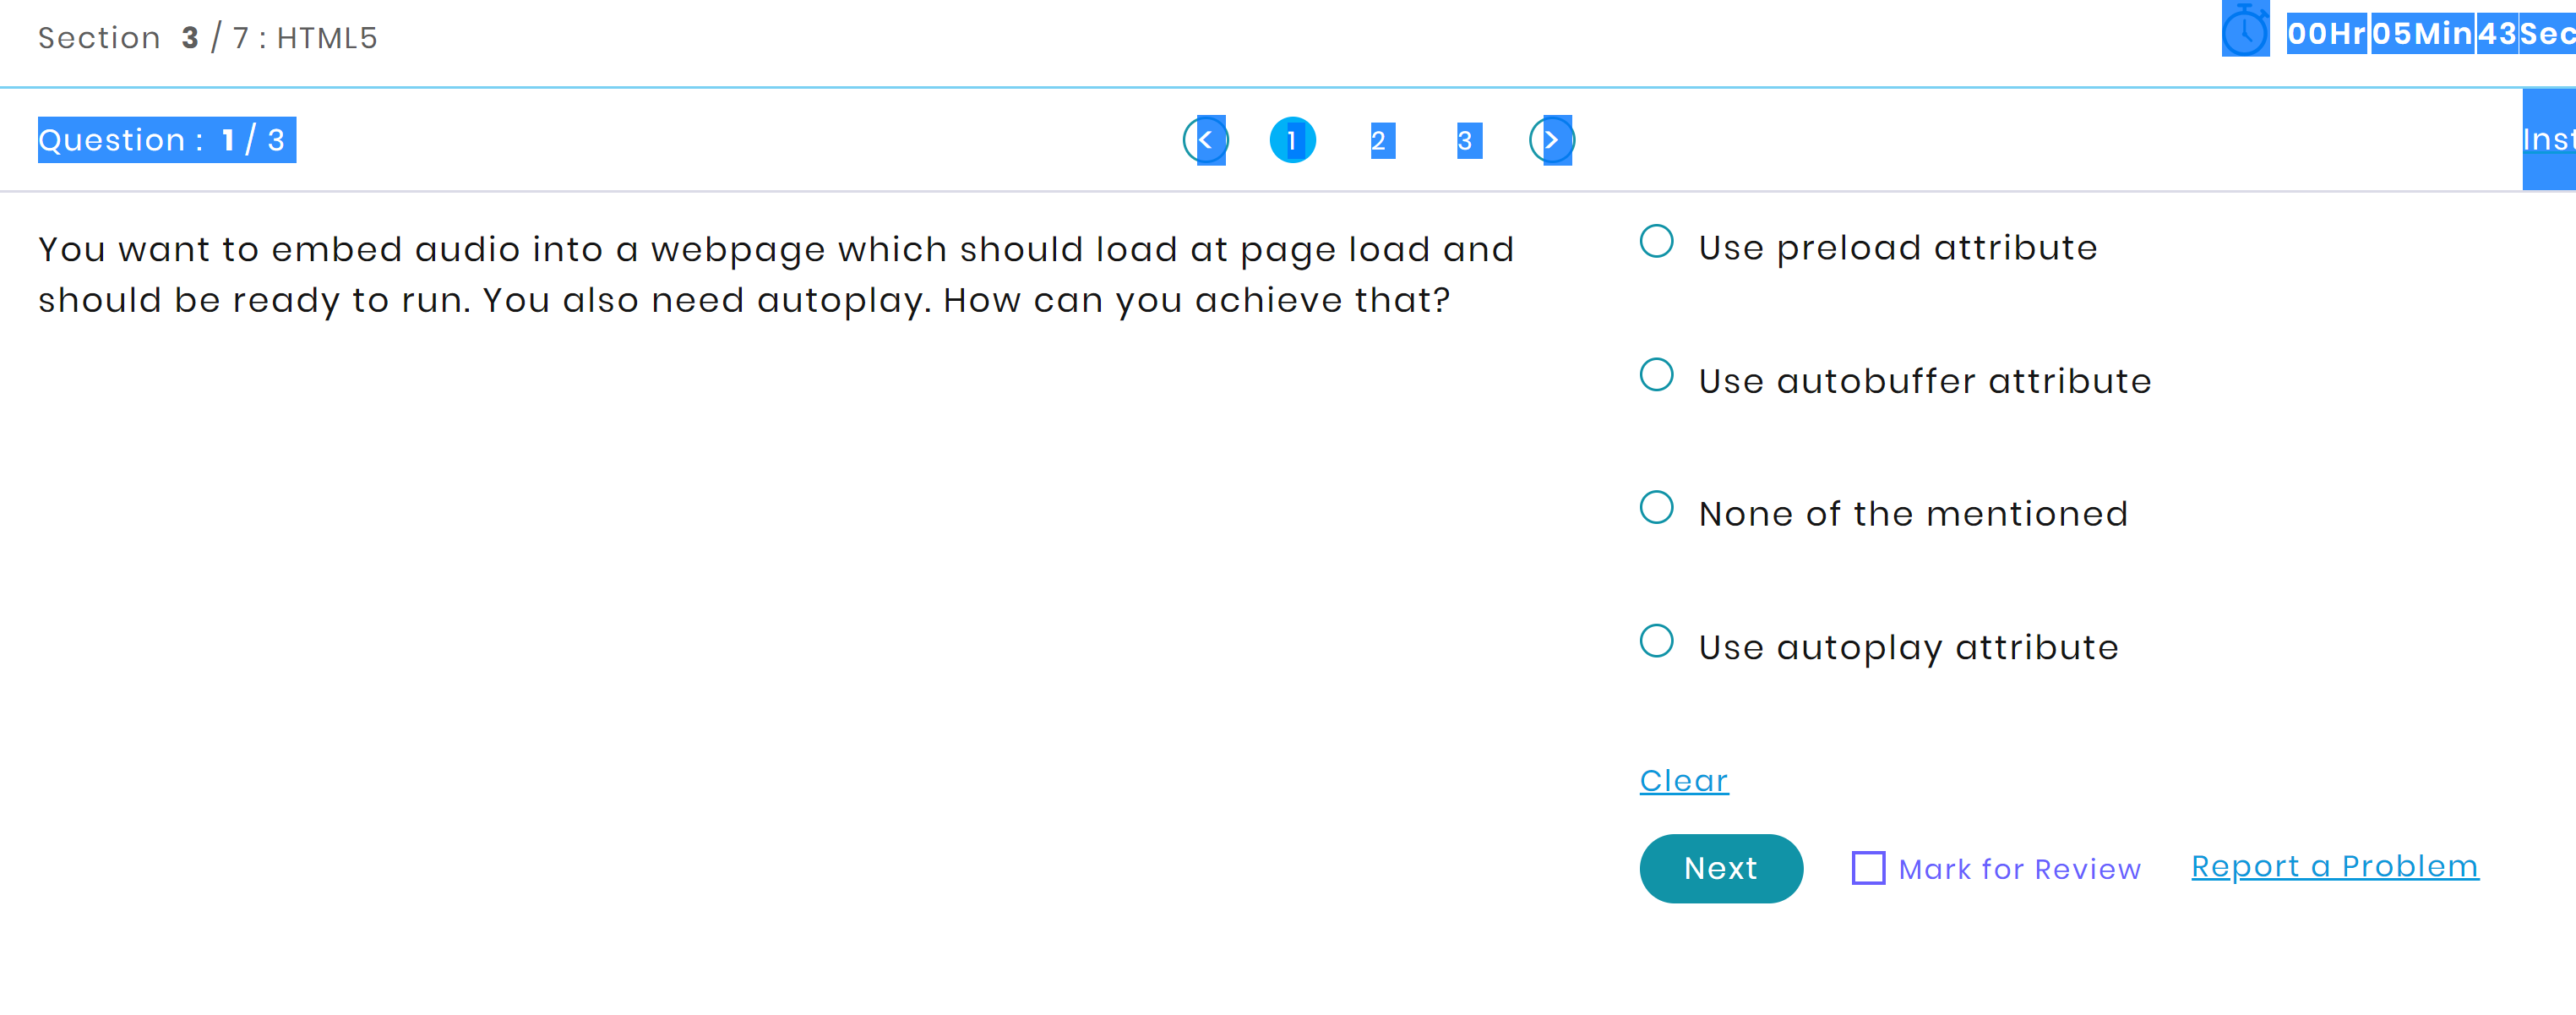 Section 3 / 7 : HTML5
00Hr 05Min 43Sec
Question : 1 / 3
< 1 2 3 >
Inst
You want to embed audio into a webpage which should load at page load and
should be ready to run. You also need autoplay. How can you achieve that?
Use preload attribute
Use autobuffer attribute
None of the mentioned
Use autoplay attribute
Clear
Next
Mark for Review
Report a Problem